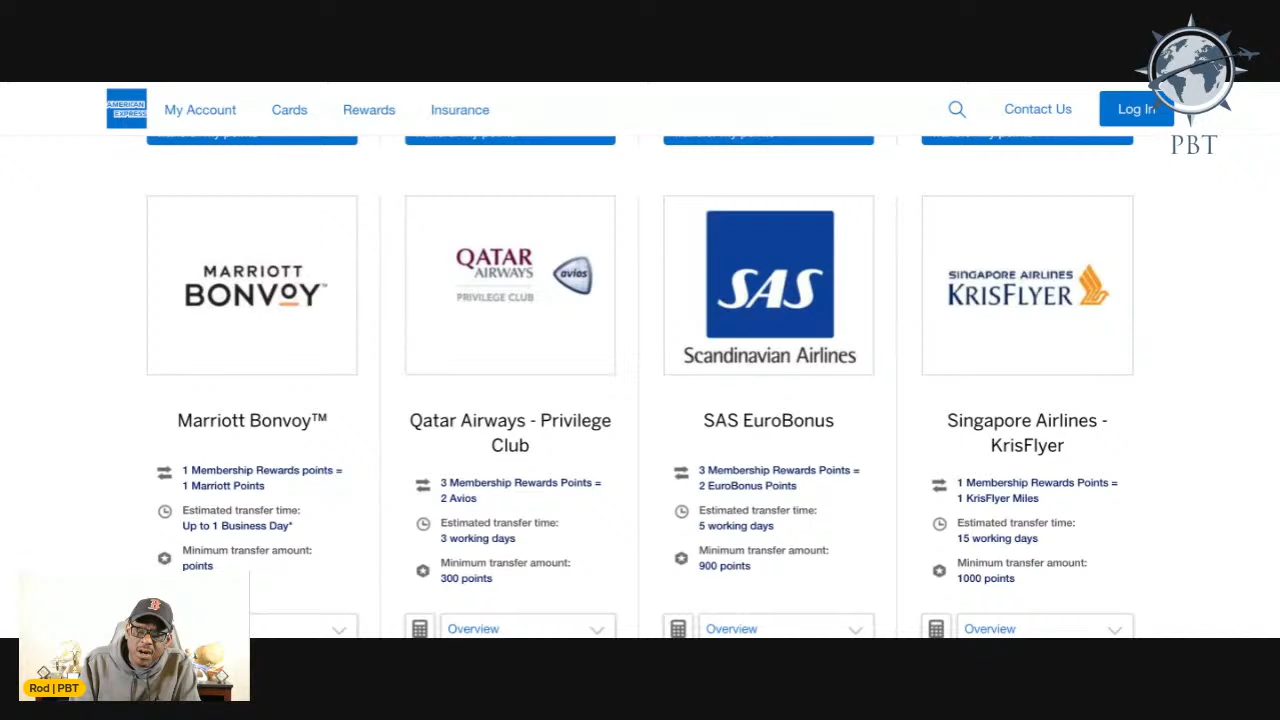 PBT
AMERICAN
EXPRESS
My Account
Cards
Rewards
Insurance
Contact Us
Log In
MARRIOTT
BONVOY™
QATAR
AIRWAYS
PRIVILEGE CLUB
avios
SAS
Scandinavian Airlines
SINGAPORE AIRLINES
KRISFLYER
Marriott Bonvoy™
1 Membership Rewards points =
1 Marriott Points
Estimated transfer time:
Up to 1 Business Day*
Minimum transfer amount:
points
Qatar Airways - Privilege
Club
3 Membership Rewards Points =
2 Avios
Estimated transfer time:
3 working days
Minimum transfer amount:
300 points
Overview
SAS EuroBonus
3 Membership Rewards Points =
2 EuroBonus Points
Estimated transfer time:
5 working days
Minimum transfer amount:
900 points
Overview
Singapore Airlines -
KrisFlyer
1 Membership Rewards Points =
1 KrisFlyer Miles
Estimated transfer time:
15 working days
Minimum transfer amount:
1000 points
Overview
B
Rod | PBT